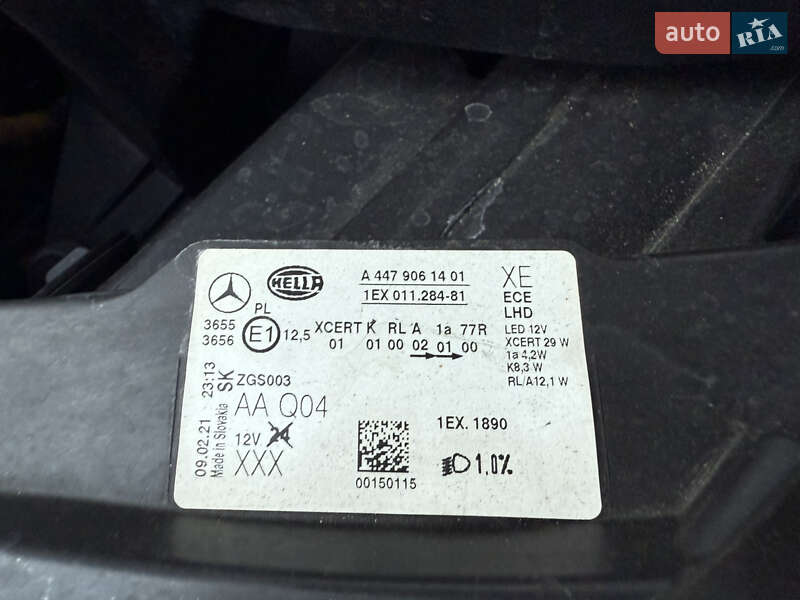 auto RIA
.com
HELLA
A 447 906 14 01
1EX 011.284-81
XE
ECE
LHD
LED 12V
XCERT 29 W
1a 4,2W
K8,3 W
RL/A12,1 W
PL
3655
3656
E1
12,5
XCERT K RL A 1a 77R
01 01 00 02 01 00
ZGS003
AA Q04
12V 24
XXX
09.02.21 23:13
Made in Slovakia SK
00150115
1EX. 1890
1,0%